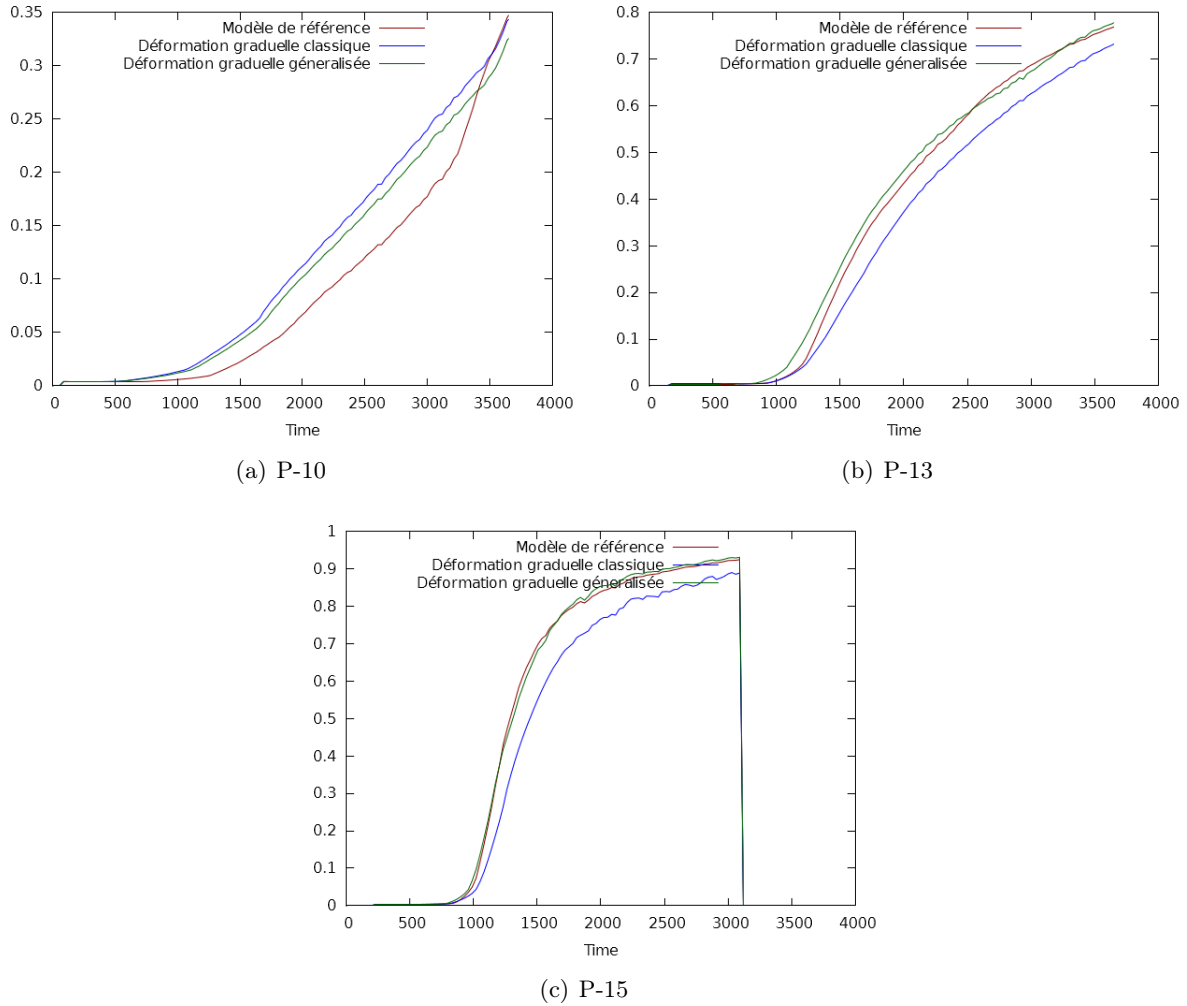 0.35
0.3
0.25
0.2
0.15
0.1
0.05
0
0 500 1000 1500 2000 2500 3000 3500 4000
Time
Modèle de référence
Déformation graduelle classique
Déformation graduelle géneralisée
(a) P-10
0.8
0.7
0.6
0.5
0.4
0.3
0.2
0.1
0
0 500 1000 1500 2000 2500 3000 3500 4000
Time
Modèle de référence
Déformation graduelle classique
Déformation graduelle géneralisée
(b) P-13
1
0.9
0.8
0.7
0.6
0.5
0.4
0.3
0.2
0.1
0
0 500 1000 1500 2000 2500 3000 3500 4000
Time
Modèle de référence
Déformation graduelle classique
Déformation graduelle géneralisée
(c) P-15